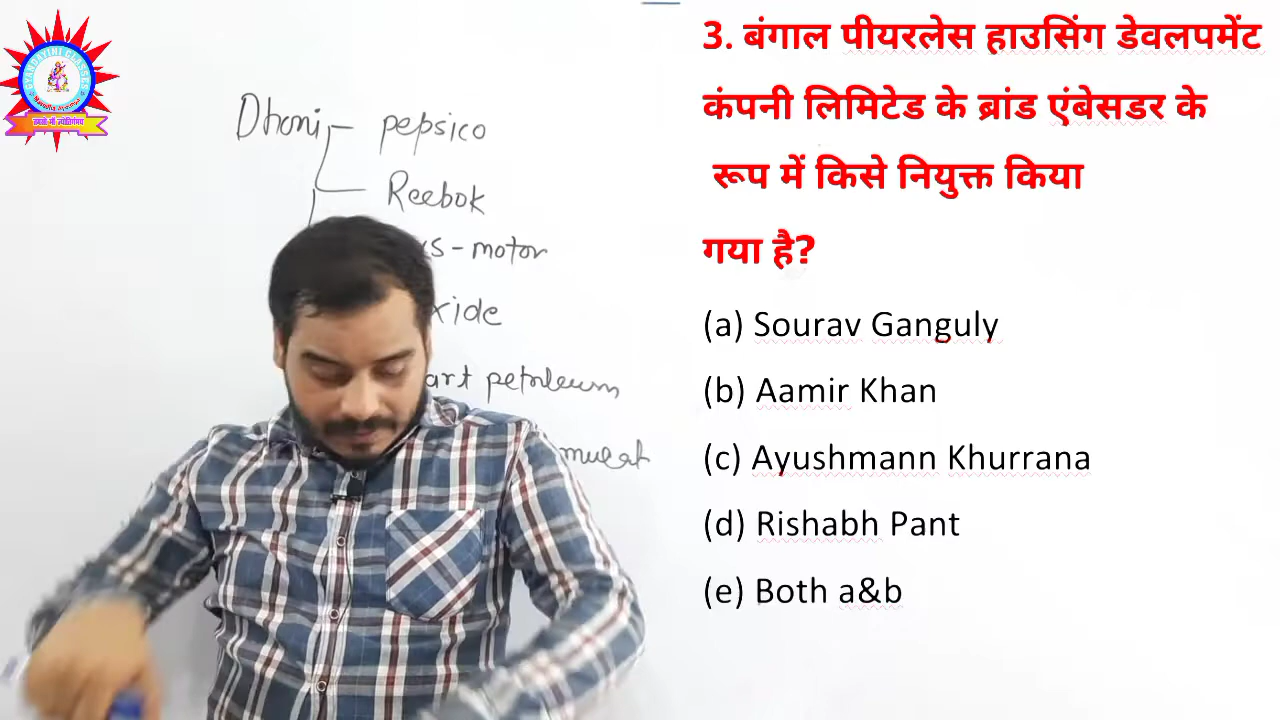 3. बंगाल पीयरलेस हाउसिंग डेवलपमेंट
कंपनी लिमिटेड के ब्रांड एंबेसडर के
रूप में किसे नियुक्त किया
गया है?
(a) Sourav Ganguly
(b) Aamir Khan
(c) Ayushmann Khurrana
(d) Rishabh Pant
(e) Both a&b
Dhoni - pepsico
Reebok
s - motor
xide
art petroleum